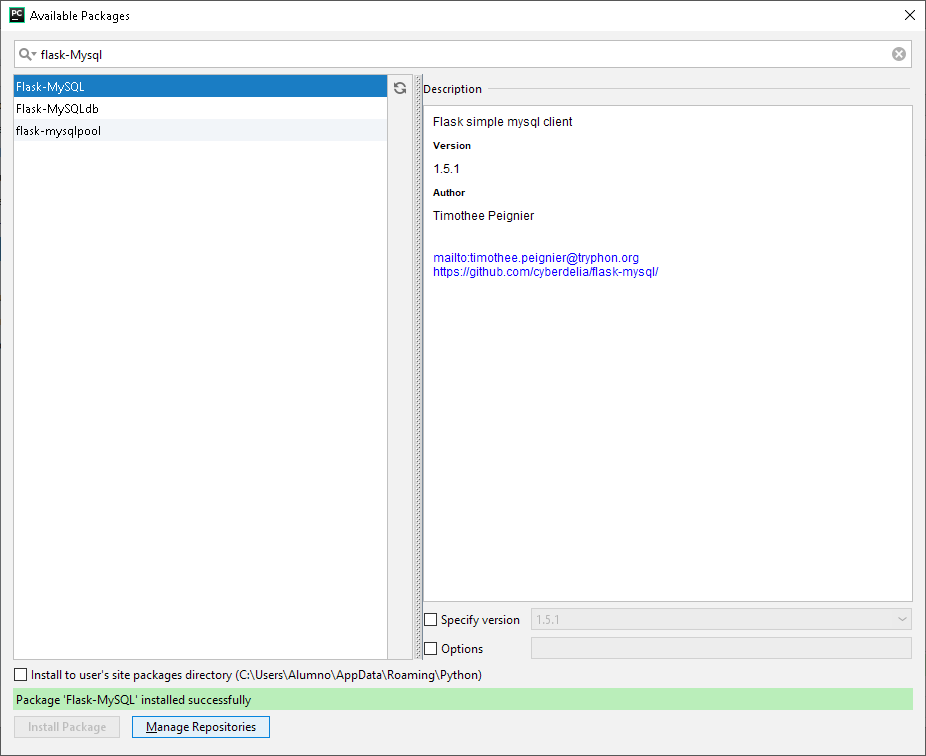 PC
Available Packages
flask-Mysql
Flask-MySQL
Flask-MySQLdb
flask-mysqlpool
Description
Flask simple mysql client
Version
1.5.1
Author
Timothee Peignier
mailto:timothee.peignier@tryphon.org
https://github.com/cyberdelia/flask-mysql/
Specify version
1.5.1
Options
Install to user's site packages directory (C:\Users\Alumno\AppData\Roaming\Python)
Package 'Flask-MySQL' installed successfully
Install Package
Manage Repositories